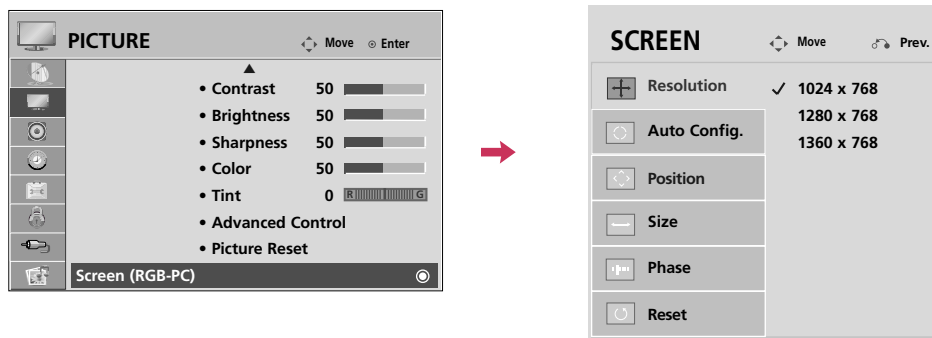 PICTURE Move Enter
• Contrast 50
• Brightness 50
• Sharpness 50
• Color 50
• Tint 0 R G
• Advanced Control
• Picture Reset
Screen (RGB-PC)
SCREEN Move Prev.
Resolution ✓ 1024 x 768
1280 x 768
Auto Config.
1360 x 768
Position
Size
Phase
Reset